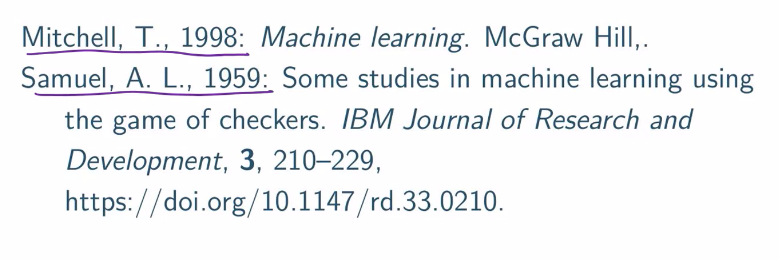 Mitchell, T., 1998: Machine learning. McGraw Hill,.
Samuel, A. L., 1959: Some studies in machine learning using
the game of checkers. IBM Journal of Research and
Development, 3, 210–229,
https://doi.org/10.1147/rd.33.0210.